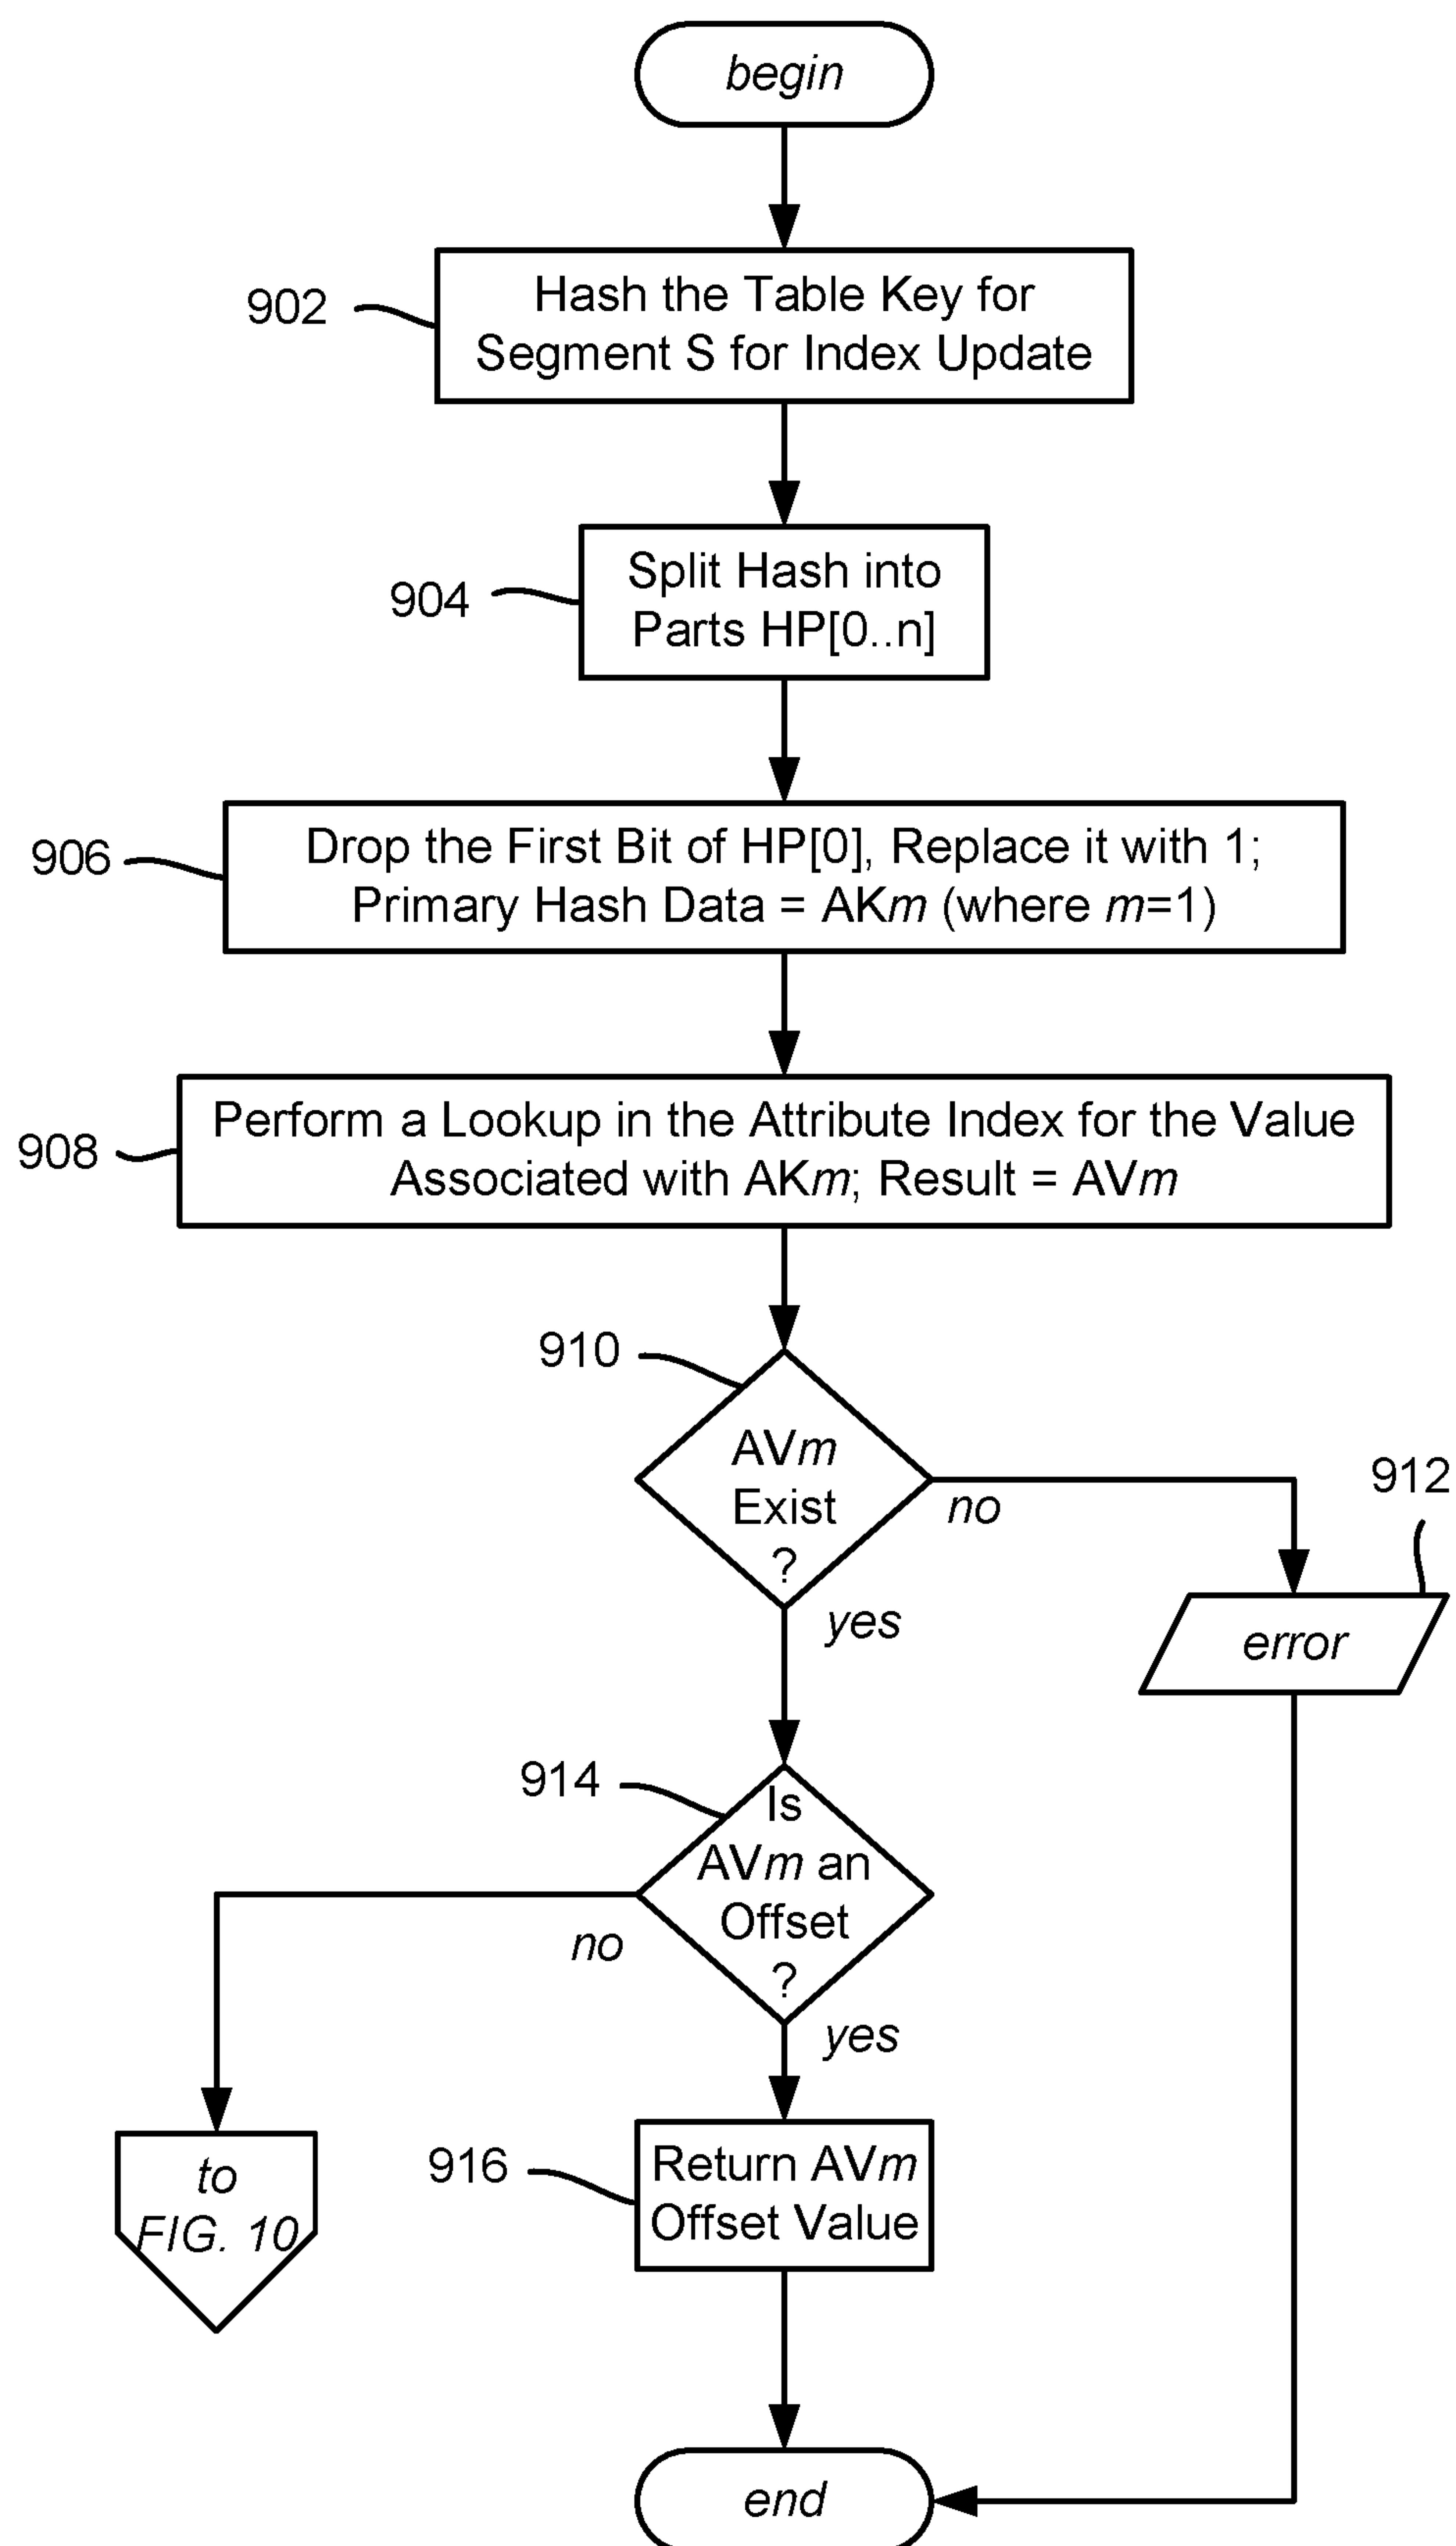 begin
902
Hash the Table Key for
Segment S for Index Update
904
Split Hash into
Parts HP[0..n]
906
Drop the First Bit of HP[0], Replace it with 1;
Primary Hash Data = AKm (where m=1)
908
Perform a Lookup in the Attribute Index for the Value
Associated with AKm; Result = AVm
910
AVm
Exist
?
no
yes
912
error
914
Is
AVm an
Offset
?
no
yes
to
FIG. 10
916
Return AVm
Offset Value
end